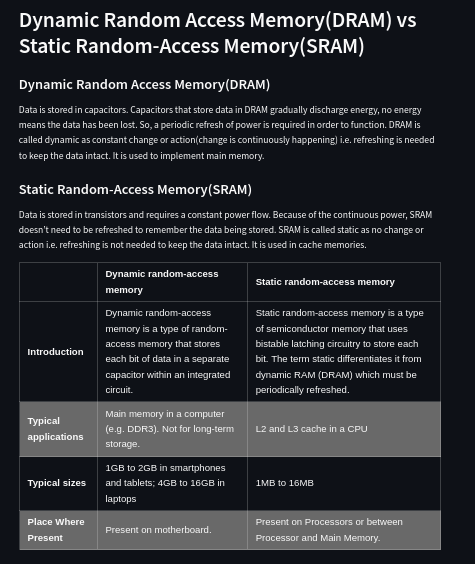 Dynamic Random Access Memory(DRAM) vs
Static Random-Access Memory(SRAM)
Dynamic Random Access Memory(DRAM)
Data is stored in capacitors. Capacitors that store data in DRAM gradually discharge energy, no energy
means the data has been lost. So, a periodic refresh of power is required in order to function. DRAM is
called dynamic as constant change or action(change is continuously happening) i.e. refreshing is needed
to keep the data intact. It is used to implement main memory.
Static Random-Access Memory(SRAM)
Data is stored in transistors and requires a constant power flow. Because of the continuous power, SRAM
doesn't need to be refreshed to remember the data being stored. SRAM is called static as no change or
action i.e. refreshing is not needed to keep the data intact. It is used in cache memories.
Dynamic random-access
memory
Static random-access memory
Introduction
Dynamic random-access
memory is a type of random-
access memory that stores
each bit of data in a separate
capacitor within an integrated
circuit.
Static random-access memory is a type
of semiconductor memory that uses
bistable latching circuitry to store each
bit. The term static differentiates it from
dynamic RAM (DRAM) which must be
periodically refreshed.
Typical
applications
Main memory in a computer
(e.g. DDR3). Not for long-term
storage.
L2 and L3 cache in a CPU
Typical sizes
1GB to 2GB in smartphones
and tablets; 4GB to 16GB in
laptops
1MB to 16MB
Place Where
Present
Present on motherboard.
Present on Processors or between
Processor and Main Memory.